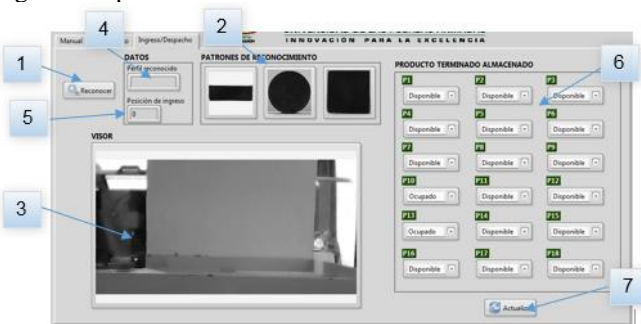 4
2
Manual
Ingreso/Despacho
INNOVACIÓN PARA LA EXCELENCIA
DATOS
PATRONES DE RECONOCIMIENTO
PRODUCTO TERMINADO ALMACENADO
1
Reconocer
Perfil reconocido
6
5
Posición de ingreso
0
P1
P2
P3
Disponible
Disponible
Disponible
P4
P5
P6
Disponible
Disponible
Disponible
VISOR
P7
P8
P9
Disponible
Disponible
Disponible
P10
P11
P12
Ocupado
Disponible
Disponible
3
P13
P14
P15
Ocupado
Disponible
Disponible
P16
P17
P18
Disponible
Disponible
Disponible
7
Actualizar